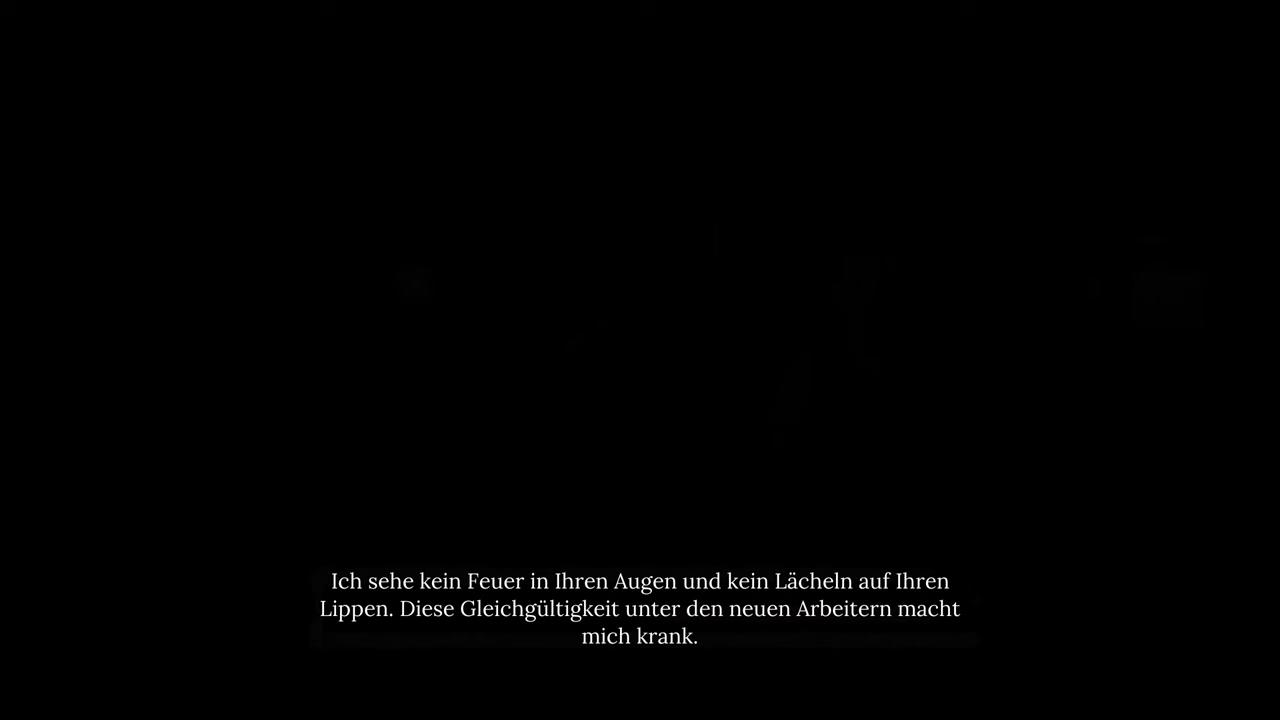 Ich sehe kein Feuer in Ihren Augen und kein Lächeln auf Ihren
Lippen. Diese Gleichgültigkeit unter den neuen Arbeitern macht
mich krank.